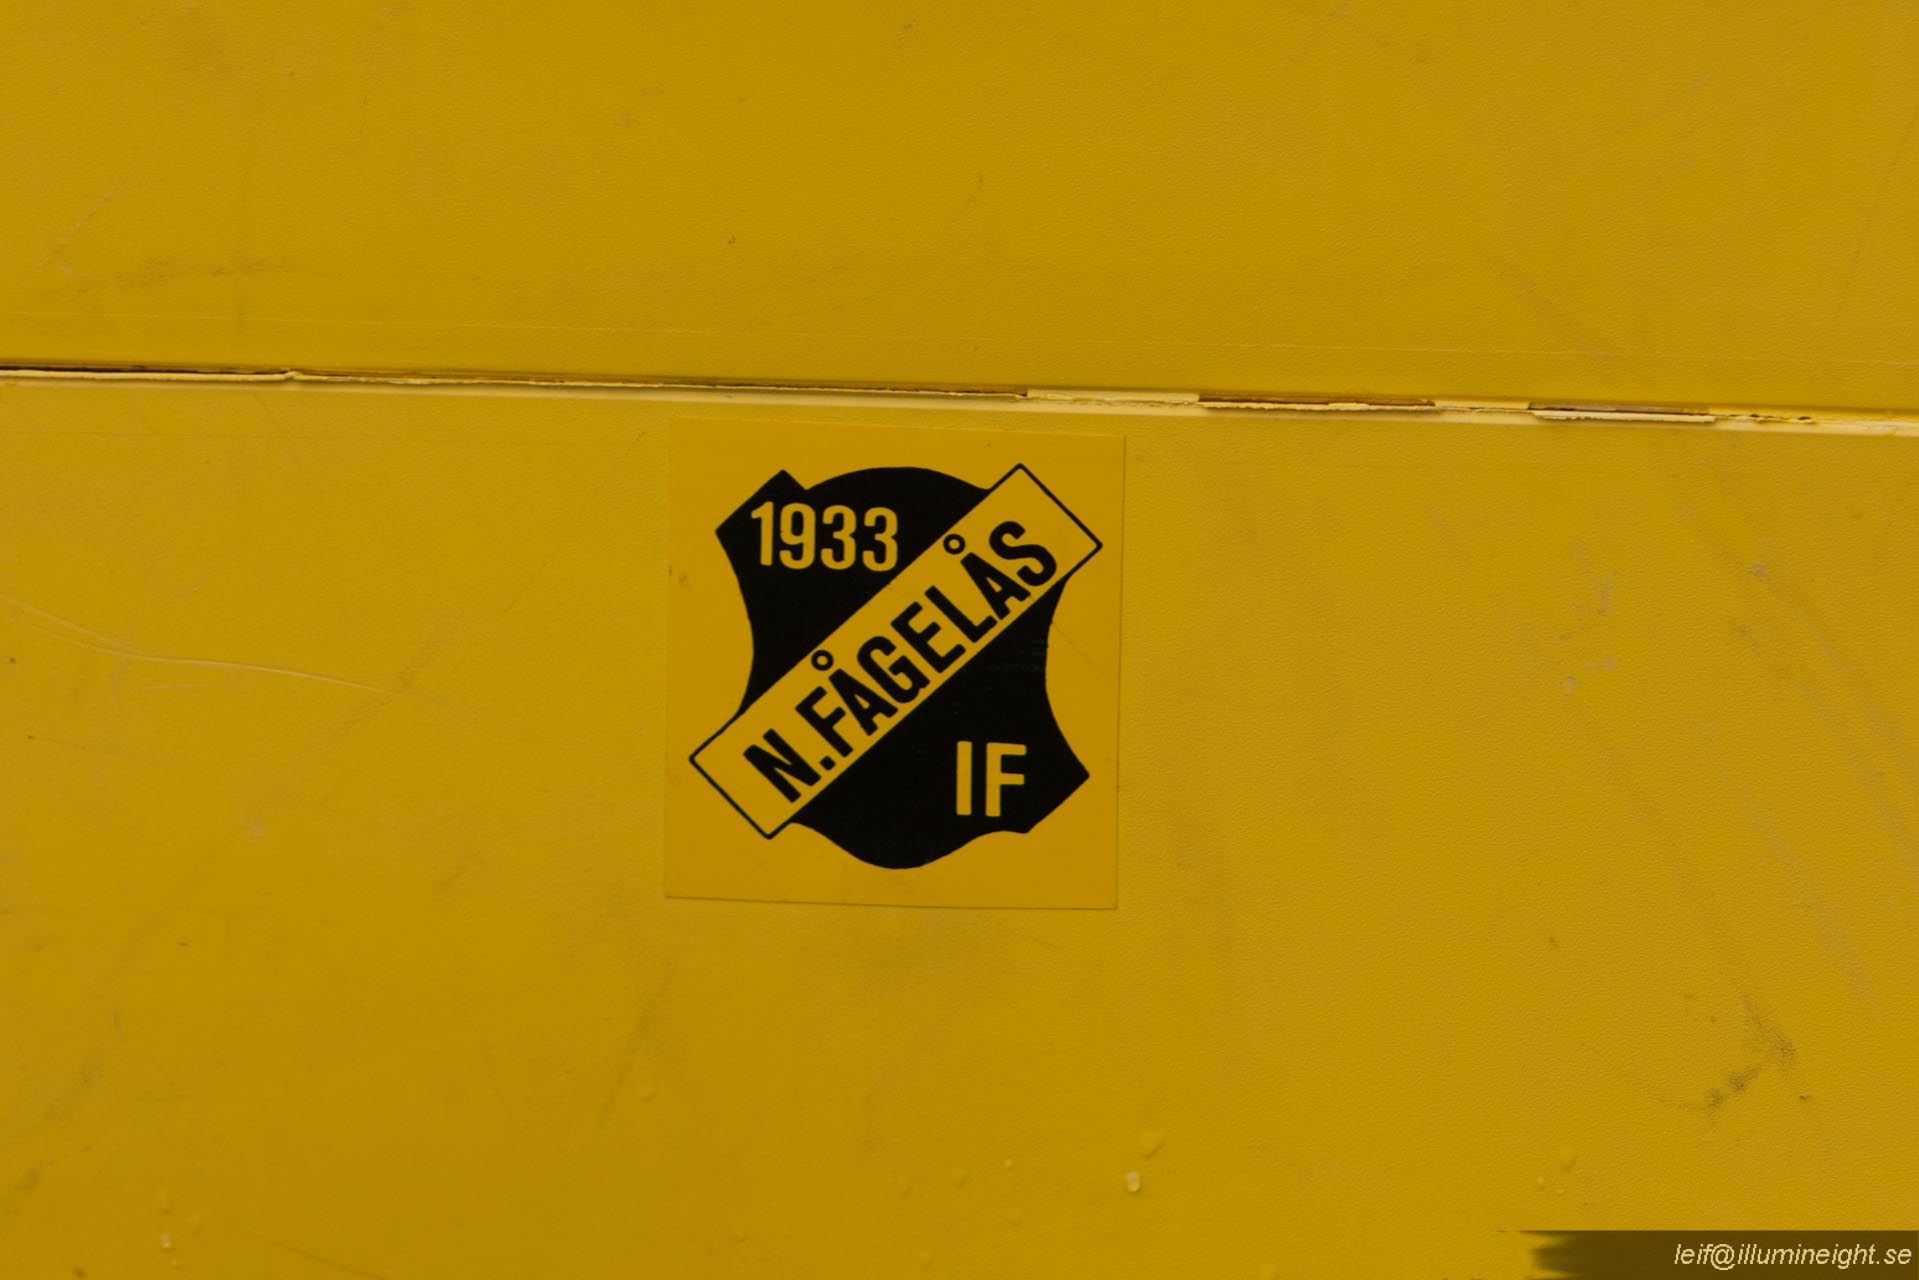 1933
N.FÅGELÅS
IF
leif@illumineight.se